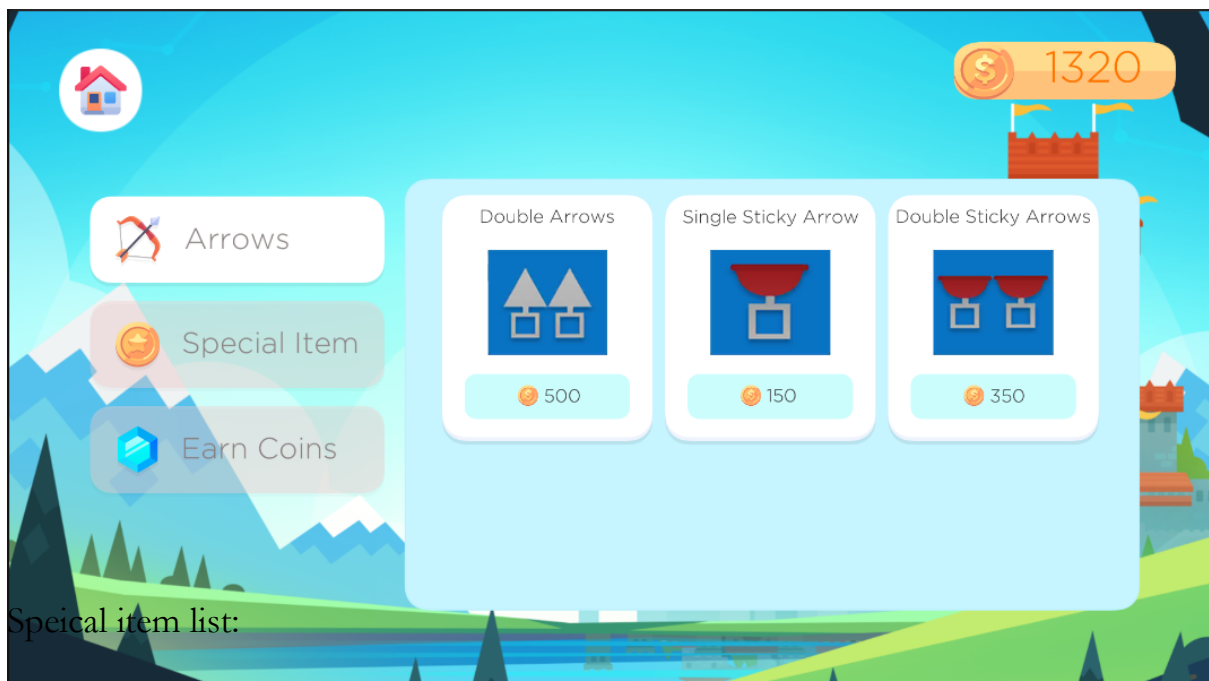 1320
Arrows
Special Item
Earn Coins
Double Arrows
500
Single Sticky Arrow
150
Double Sticky Arrows
350
Speical item list: